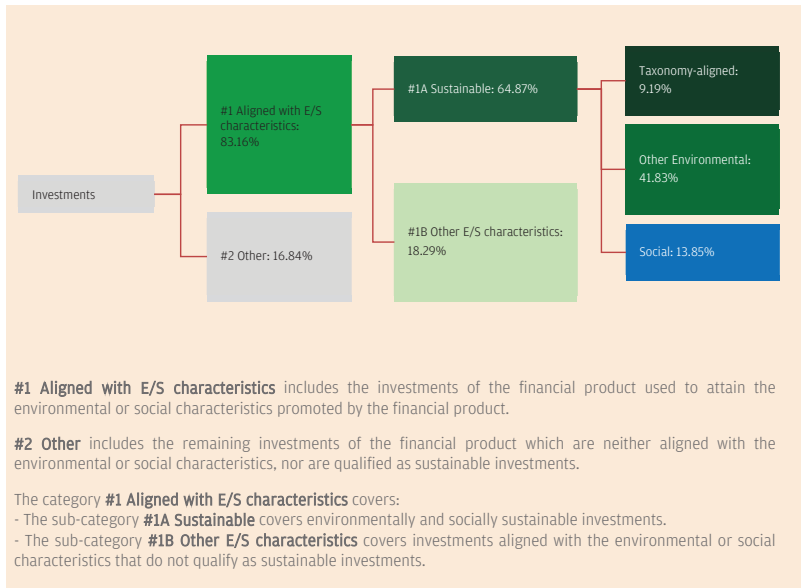 Investments
#1 Aligned with E/S
characteristics:
83.16%
#2 Other: 16.84%
#1A Sustainable: 64.87%
#1B Other E/S characteristics:
18.29%
Taxonomy-aligned:
9.19%
Other Environmental:
41.83%
Social: 13.85%
#1 Aligned with E/S characteristics includes the investments of the financial product used to attain the
environmental or social characteristics promoted by the financial product.
#2 Other includes the remaining investments of the financial product which are neither aligned with the
environmental or social characteristics, nor are qualified as sustainable investments.
The category #1 Aligned with E/S characteristics covers:
- The sub-category #1A Sustainable covers environmentally and socially sustainable investments.
- The sub-category #1B Other E/S characteristics covers investments aligned with the environmental or social
characteristics that do not qualify as sustainable investments.